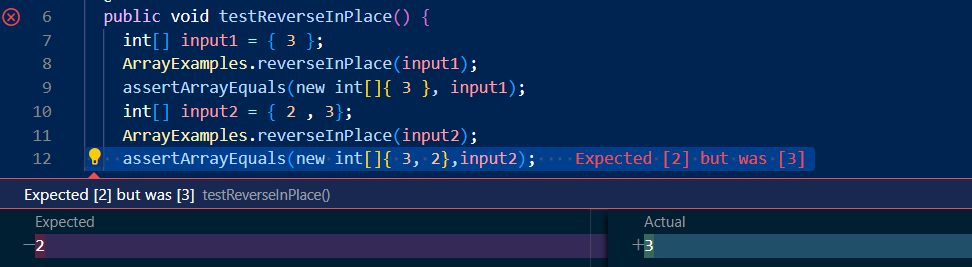 6 public void testReverseInPlace() {
7 int[] input1 = { 3 };
8 ArrayExamples.reverseInPlace(input1);
9 assertArrayEquals(new int[]{ 3 }, input1);
10 int[] input2 = { 2 , 3};
11 ArrayExamples.reverseInPlace(input2);
12 assertArrayEquals(new int[]{ 3, 2},input2); Expected [2] but was [3]
Expected [2] but was [3] testReverseInPlace()
Expected Actual
−2 +3